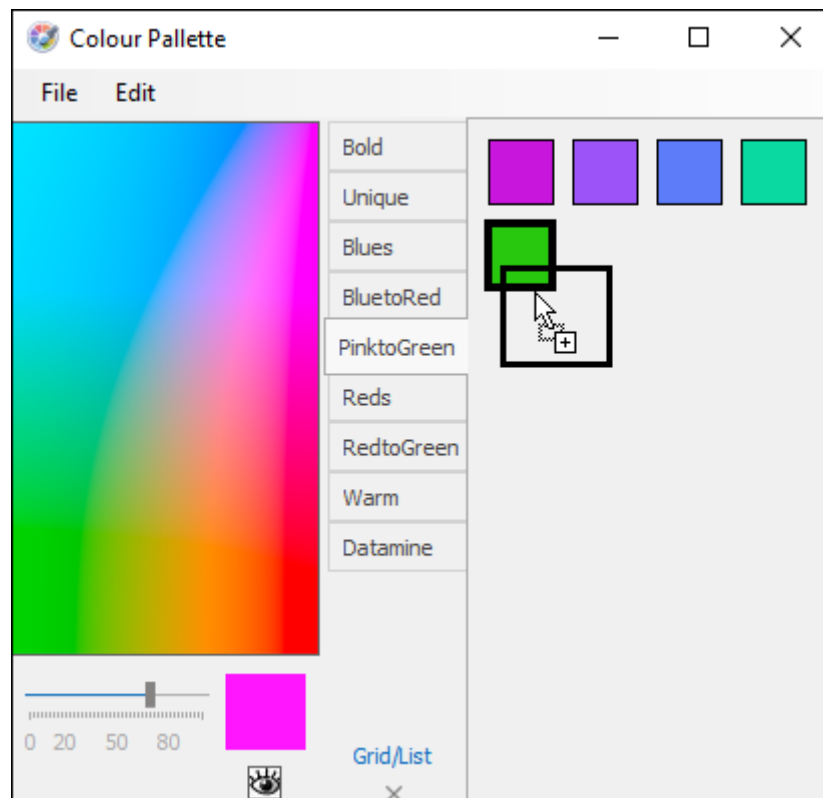 Colour Pallette
File Edit
Bold
Unique
Blues
BluetoRed
PinktoGreen
Reds
RedtoGreen
Warm
Datamine
0 20 50 80
Grid/List